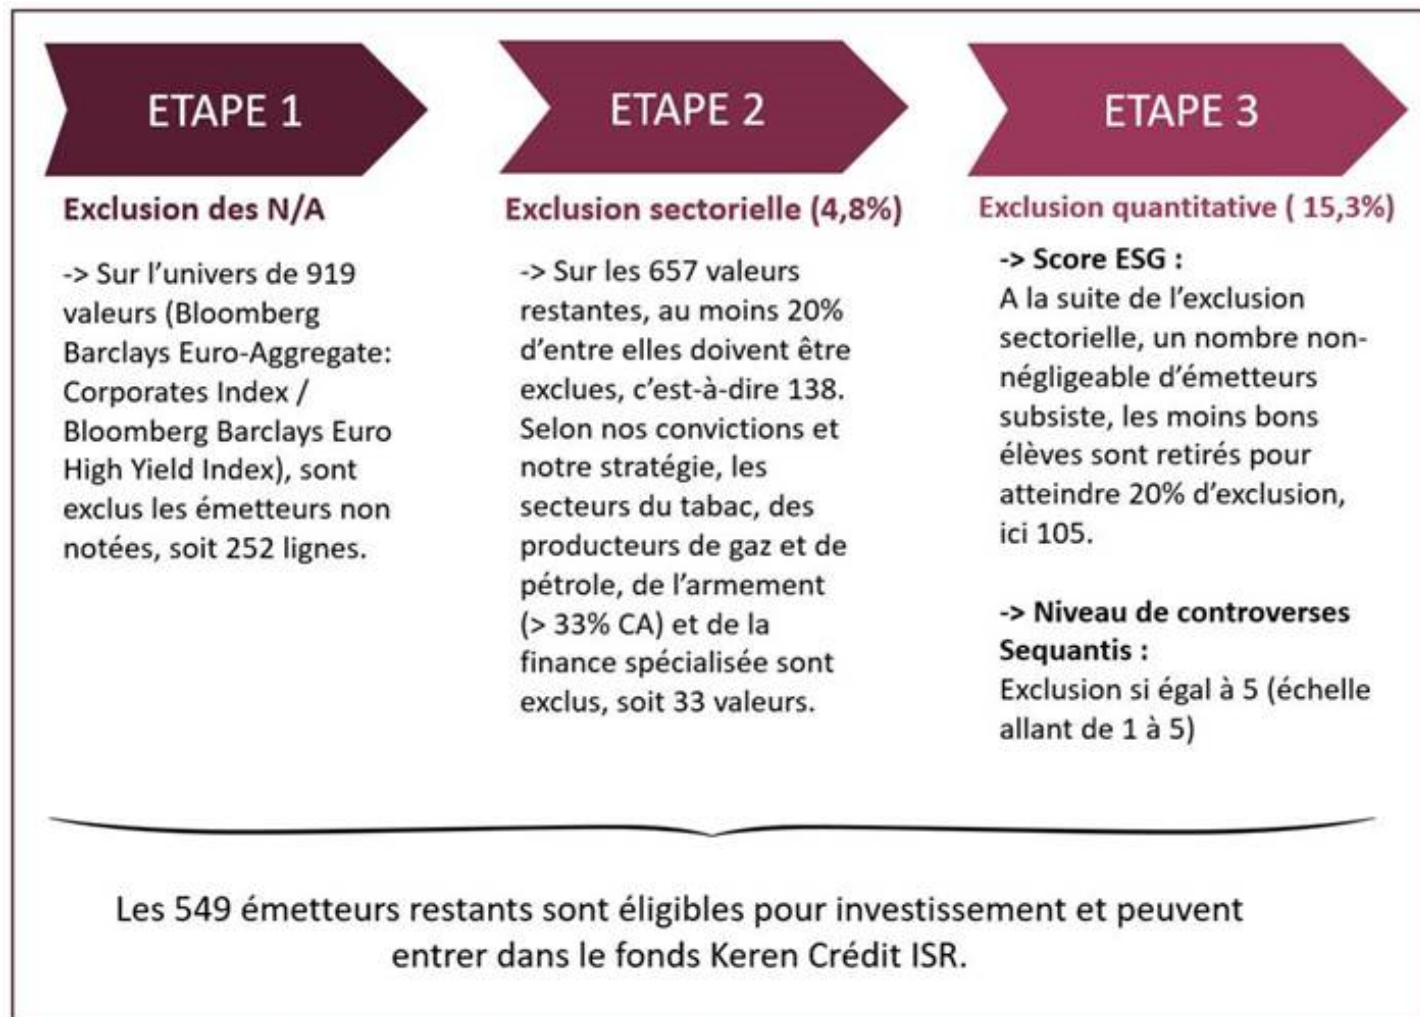 ETAPE 1
Exclusion des N/A
-> Sur l’univers de 919
valeurs (Bloomberg
Barclays Euro-Aggregate:
Corporates Index /
Bloomberg Barclays Euro
High Yield Index), sont
exclus les émetteurs non
notées, soit 252 lignes.
ETAPE 2
Exclusion sectorielle (4,8%)
-> Sur les 657 valeurs
restantes, au moins 20%
d’entre elles doivent être
exclues, c’est-à-dire 138.
Selon nos convictions et
notre stratégie, les
secteurs du tabac, des
producteurs de gaz et de
pétrole, de l’armement
(> 33% CA) et de la
finance spécialisée sont
exclus, soit 33 valeurs.
ETAPE 3
Exclusion quantitative ( 15,3%)
-> Score ESG :
A la suite de l’exclusion
sectorielle, un nombre non-
négligeable d’émetteurs
subsiste, les moins bons
élèves sont retirés pour
atteindre 20% d’exclusion,
ici 105.
-> Niveau de controverses
Sequantis :
Exclusion si égal à 5 (échelle
allant de 1 à 5)
Les 549 émetteurs restants sont éligibles pour investissement et peuvent
entrer dans le fonds Keren Crédit ISR.